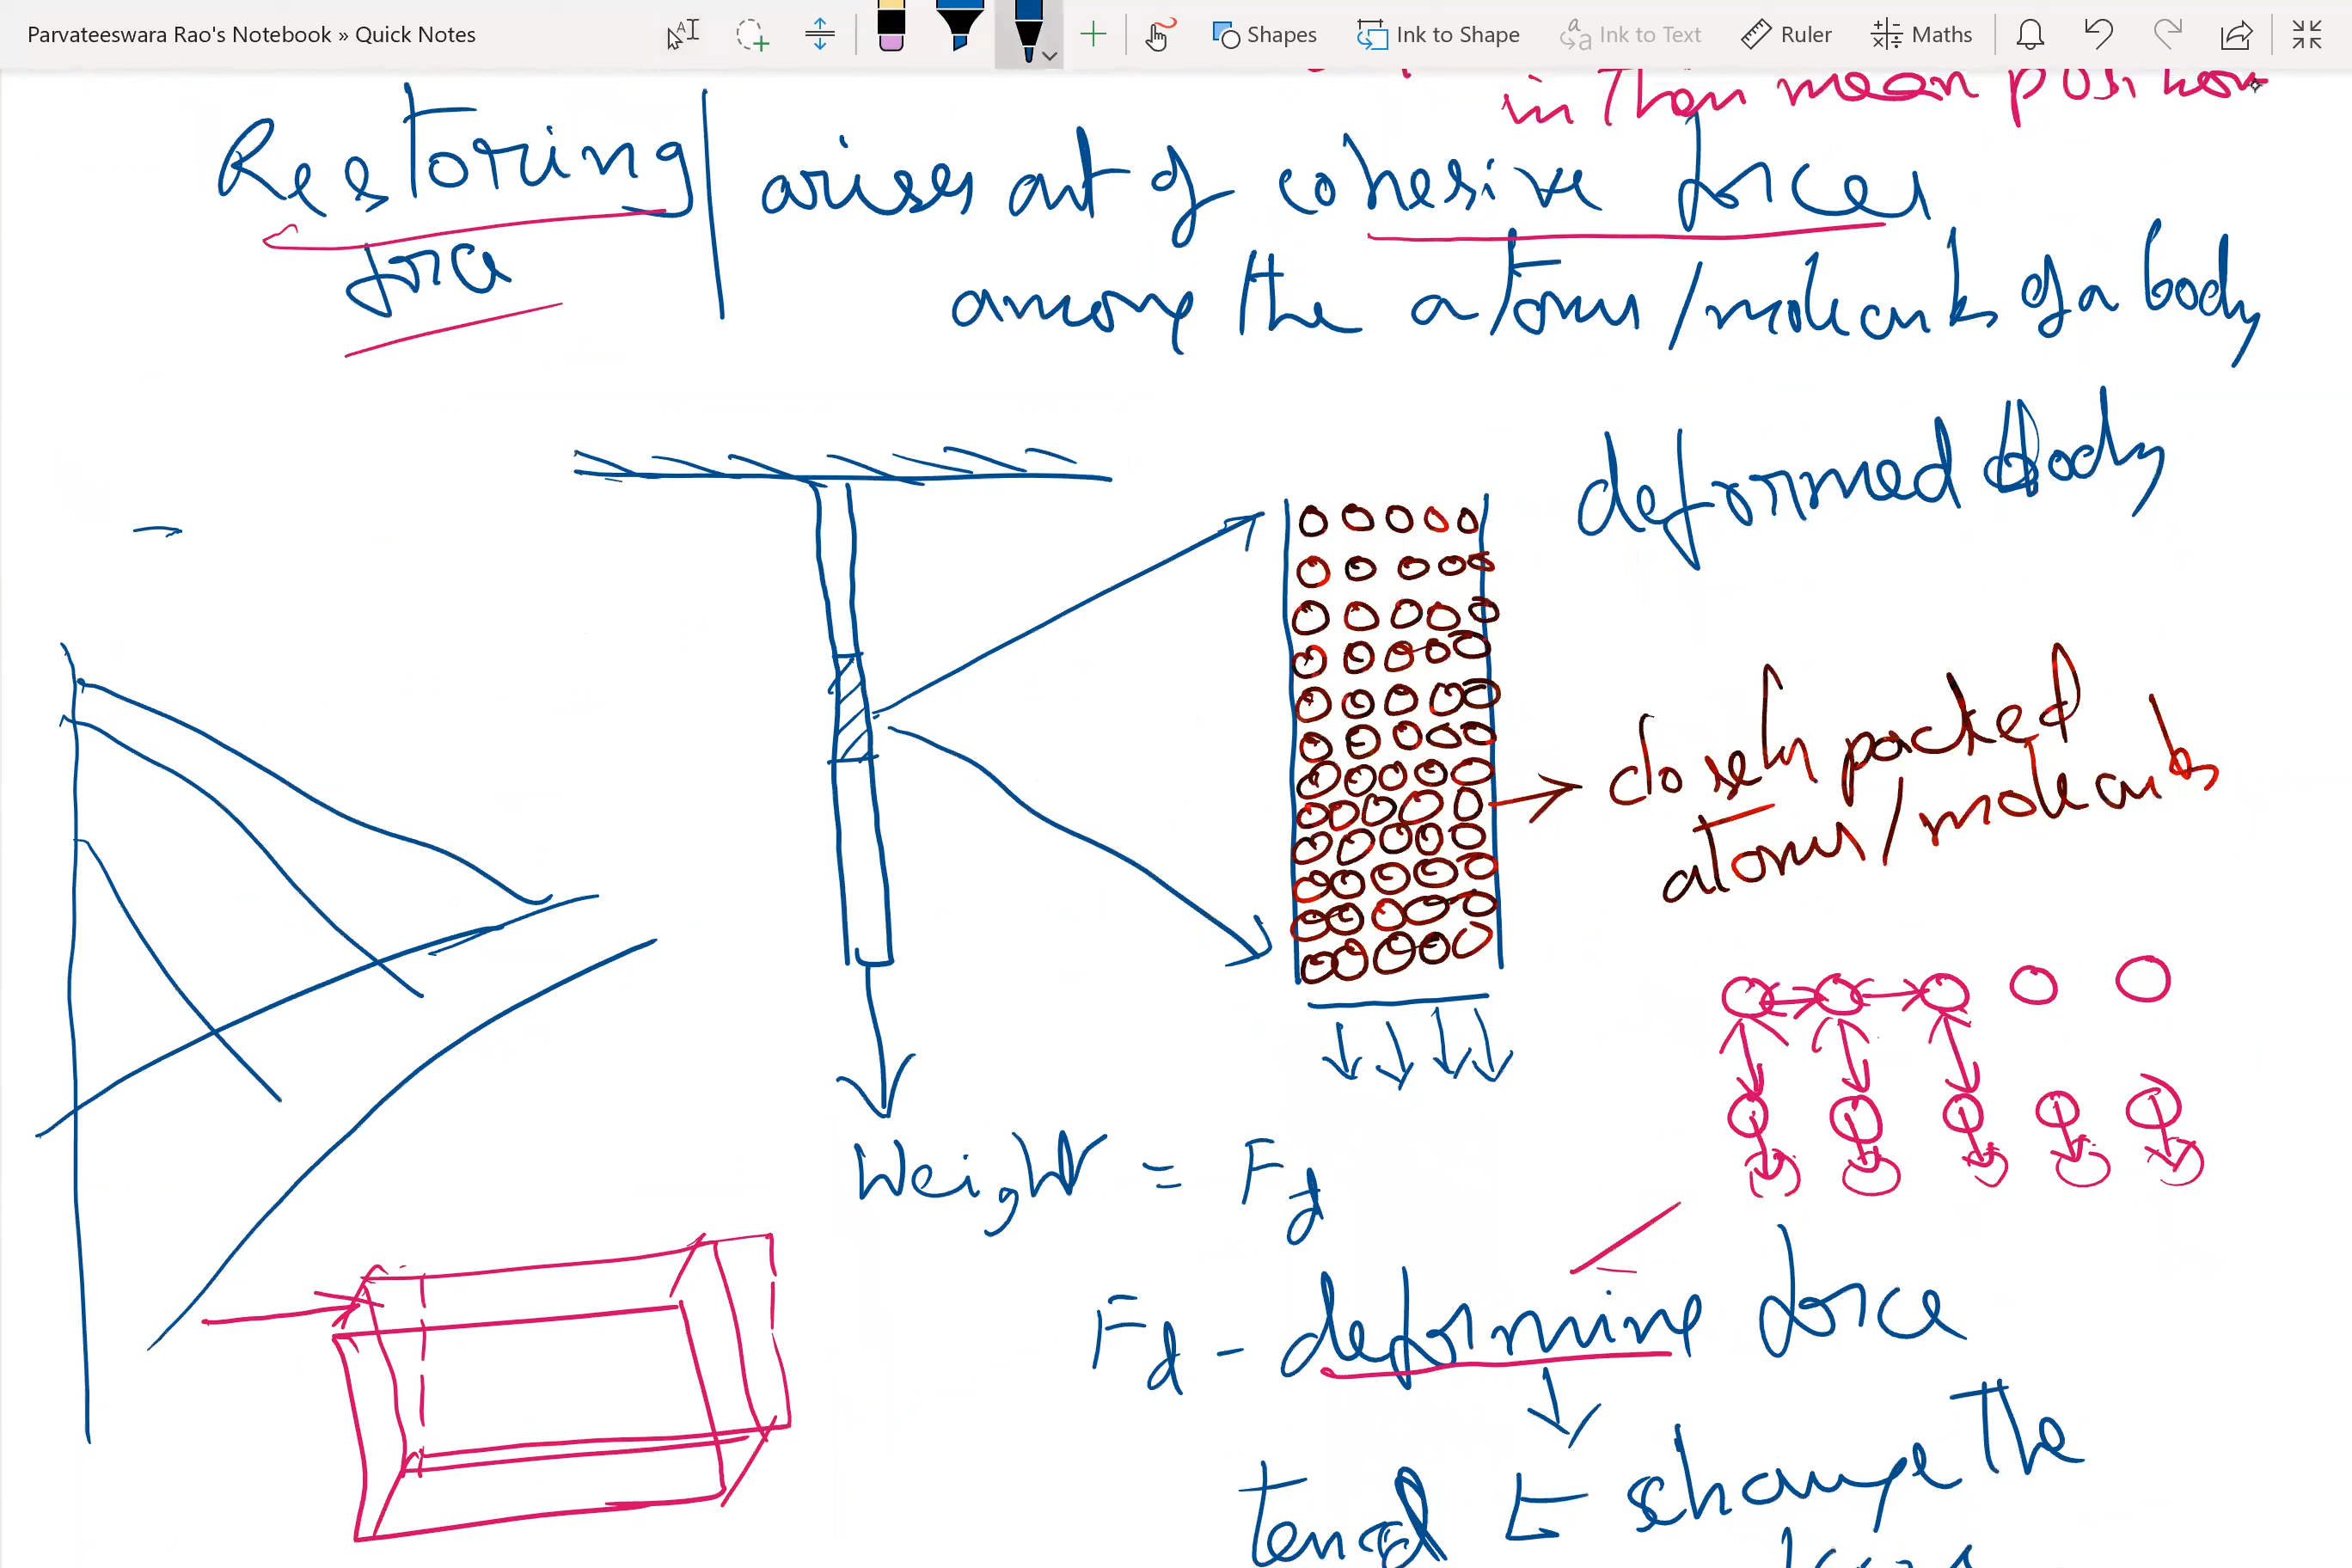 Parvateeswara Rao's Notebook » Quick Notes
Shapes
Ink to Shape
Ink to Text
Ruler
Maths
in their mean position
Restoring force
arises out of cohesive forces
among the atoms/molecules of a body
deformed body
closely packed
atoms/molecules
Weight = Fd
Fd - deforming force
tend to change the